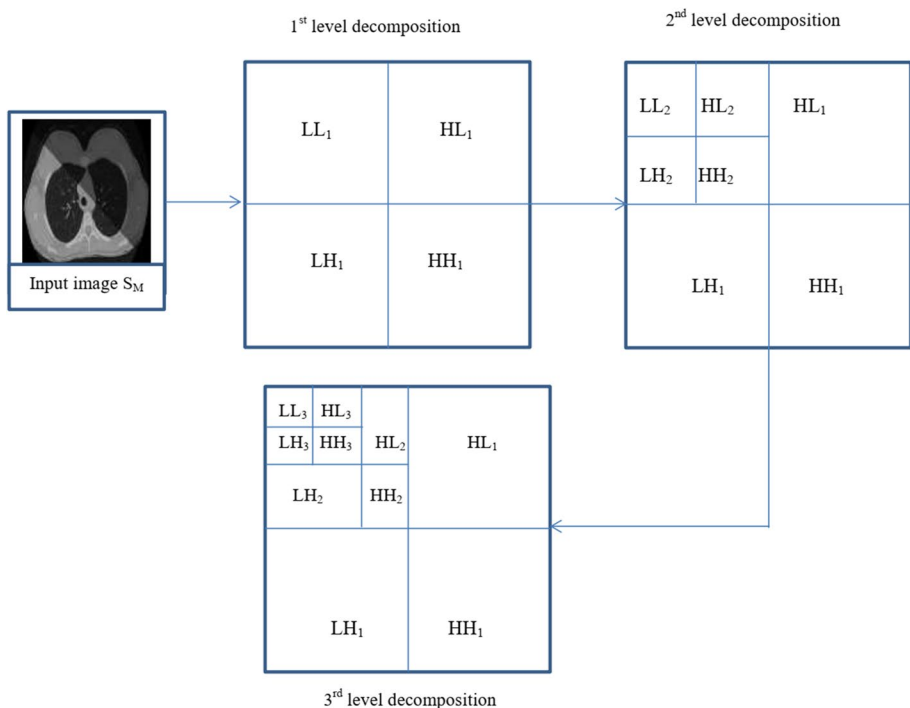 1st level decomposition
2nd level decomposition
Input image SM
LL1 HL1
LH1 HH1
LL2 HL2 HL1
LH2 HH2
LH1 HH1
LL3 HL3
LH3 HH3 HL2 HL1
LH2 HH2
LH1 HH1
3rd level decomposition